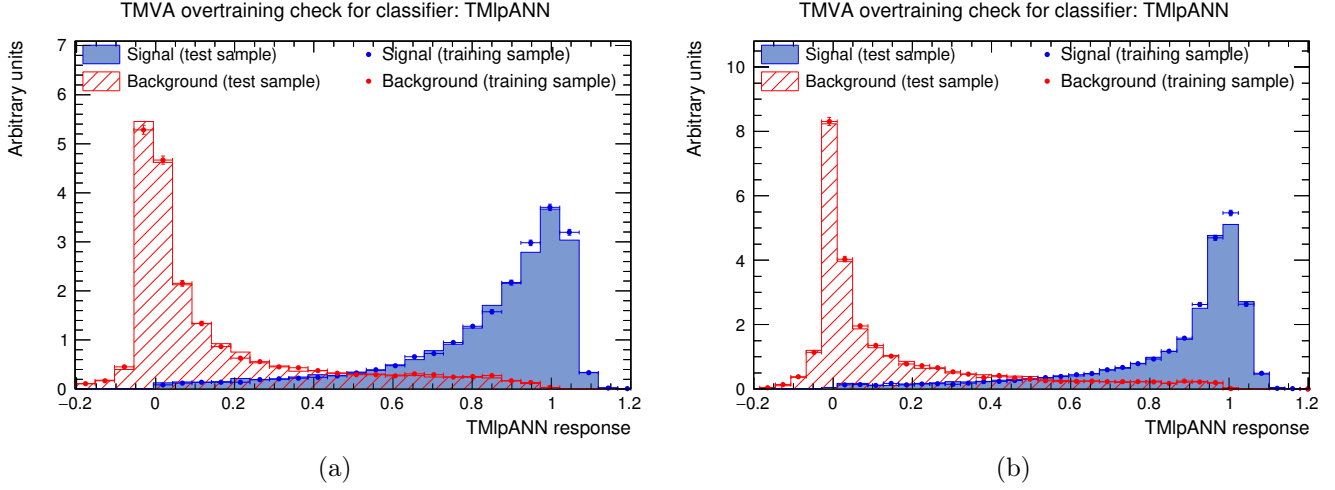 TMVA overtraining check for classifier: TMlpANN
Arbitrary units
7
6
5
4
3
2
1
0
Signal (test sample)
Background (test sample)
Signal (training sample)
Background (training sample)
−0.2 0 0.2 0.4 0.6 0.8 1 1.2
TMlpANN response
(a)
TMVA overtraining check for classifier: TMlpANN
Arbitrary units
10
8
6
4
2
0
Signal (test sample)
Background (test sample)
Signal (training sample)
Background (training sample)
−0.2 0 0.2 0.4 0.6 0.8 1 1.2
TMlpANN response
(b)